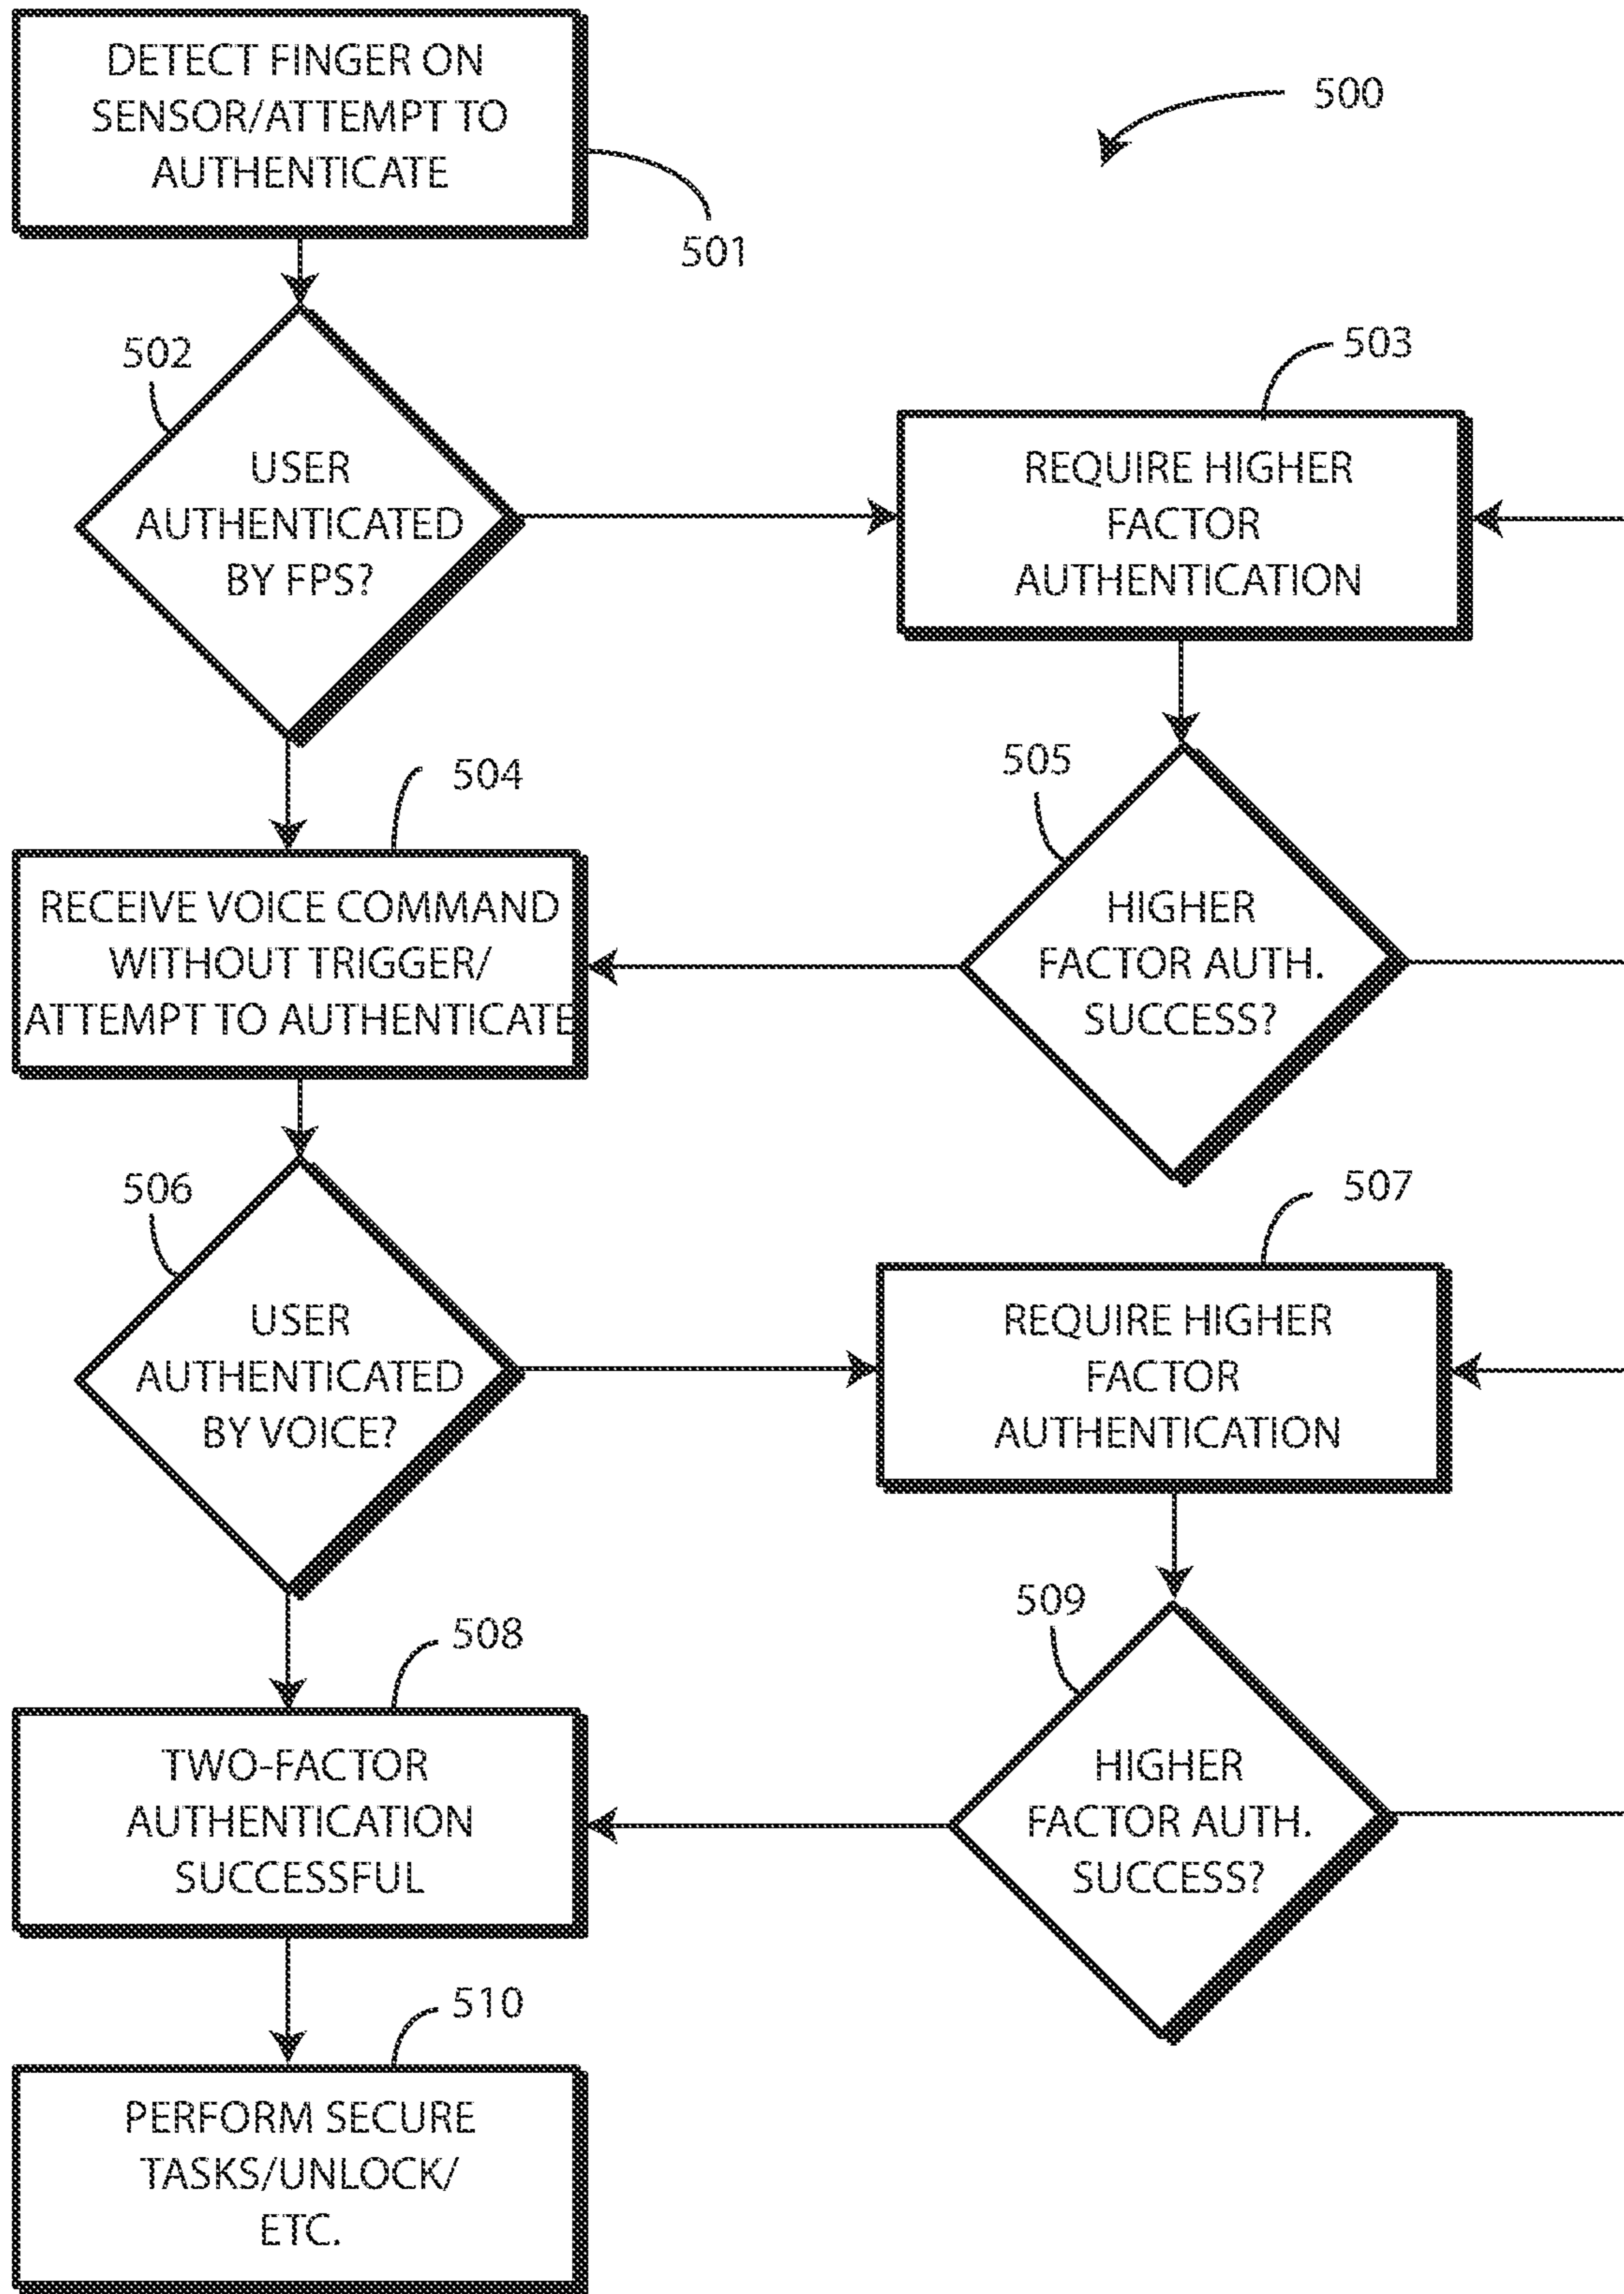 DETECT FINGER ON
SENSOR/ATTEMPT TO
AUTHENTICATE
500
501
502
USER
AUTHENTICATED
BY FPS?
503
REQUIRE HIGHER
FACTOR
AUTHENTICATION
504
RECEIVE VOICE COMMAND
WITHOUT TRIGGER/
ATTEMPT TO AUTHENTICATE
505
HIGHER
FACTOR AUTH.
SUCCESS?
506
USER
AUTHENTICATED
BY VOICE?
507
REQUIRE HIGHER
FACTOR
AUTHENTICATION
508
TWO-FACTOR
AUTHENTICATION
SUCCESSFUL
509
HIGHER
FACTOR AUTH.
SUCCESS?
510
PERFORM SECURE
TASKS/UNLOCK/
ETC.